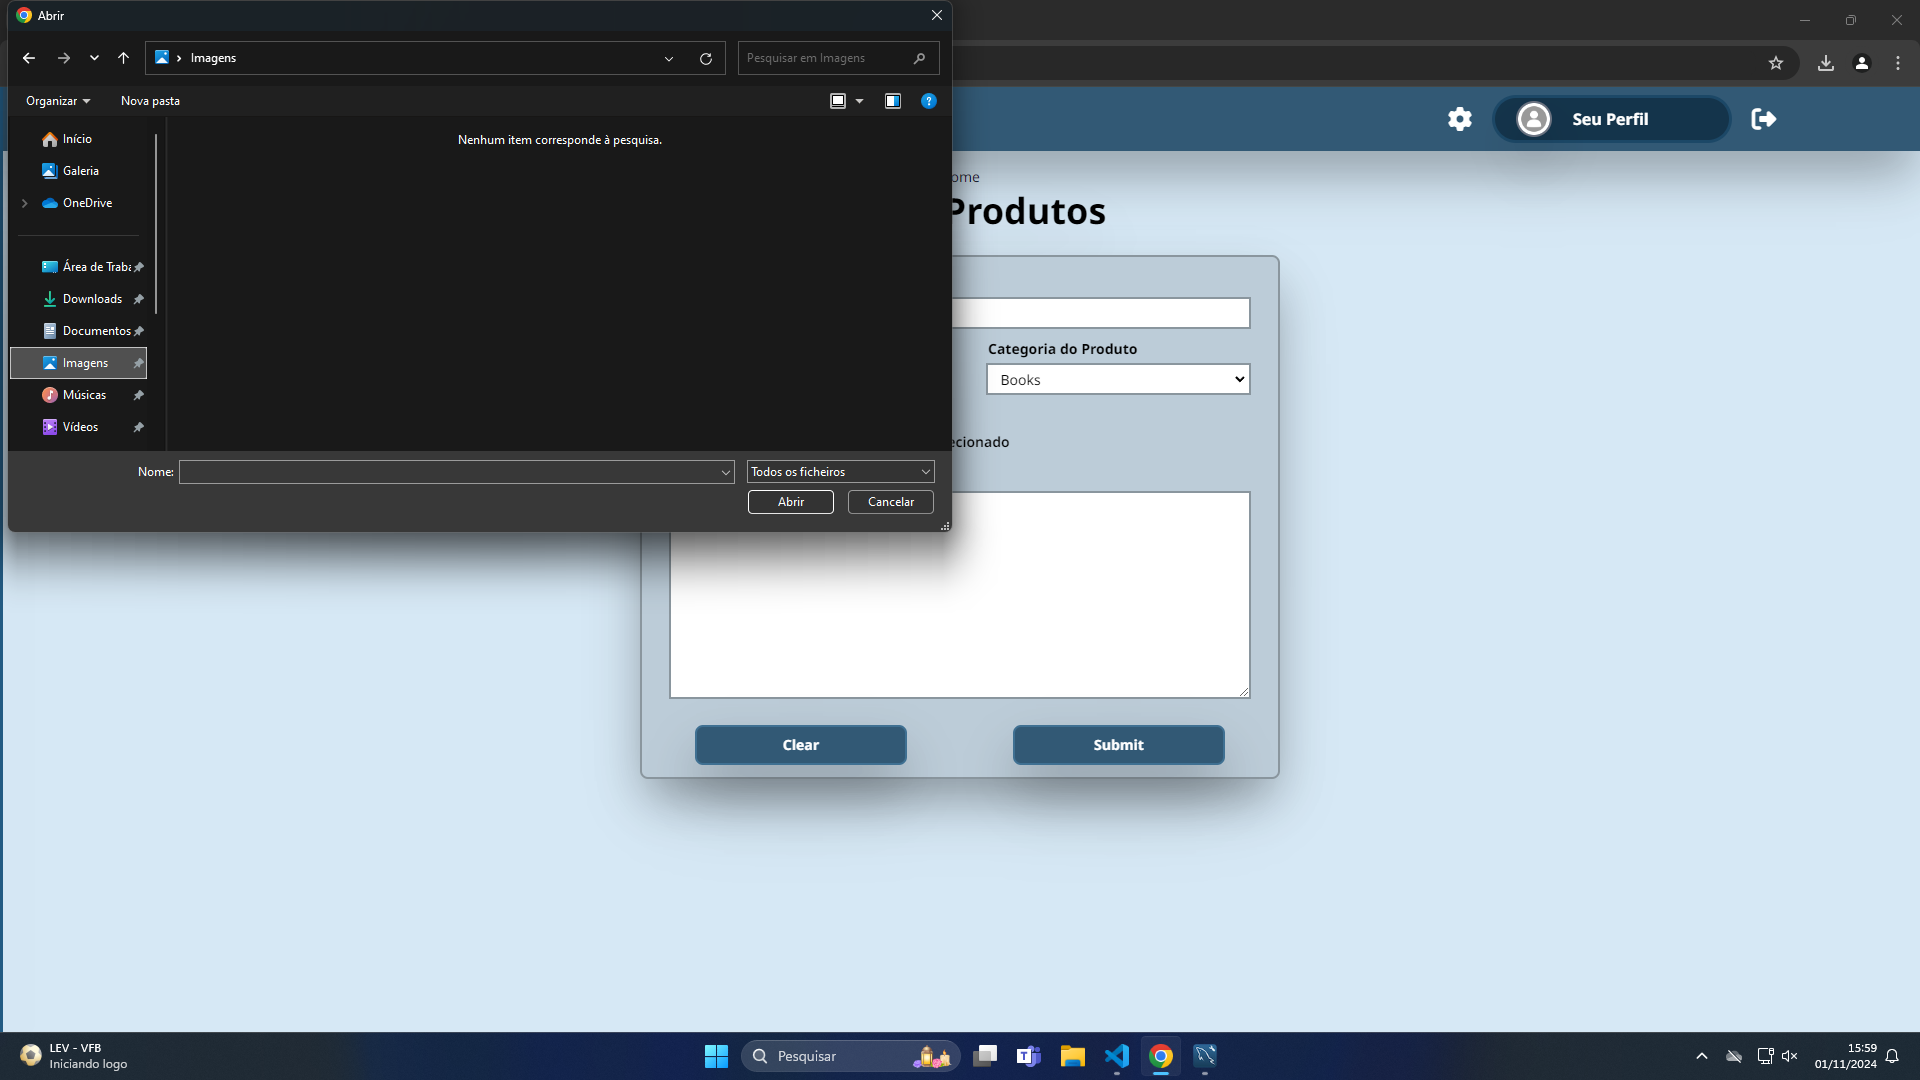 Abrir
Imagens
Pesquisar em Imagens
Organizar
Nova pasta
Início
Galeria
OneDrive
Área de Traba
Downloads
Documentos
Imagens
Músicas
Vídeos
Nenhum item corresponde à pesquisa.
Nome:
Todos os ficheiros
Abrir
Cancelar
Seu Perfil
ome
Produtos
Categoria do Produto
Books
ecionado
Clear
Submit
LEV - VFB
Iniciando logo
Pesquisar
15:59
01/11/2024